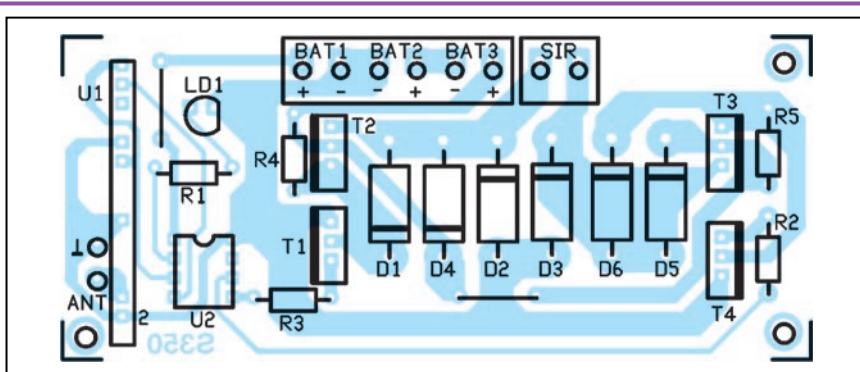 BAT1 BAT2 BAT3 SIR
+ - - + - +
U1
LD1
T2
T3
R5
R4
R1
T1
D1 D4 D2 D3 D6 D5
R2
⊥
ANT
2
U2
R3
T4
S350